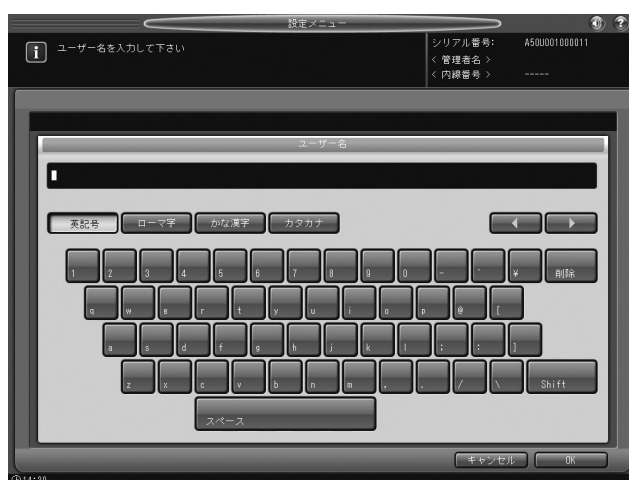 設定メニュー
ユーザー名を入力して下さい
シリアル番号: A50U001000011
< 管理者名 >
< 内線番号 > -----
ユーザー名
英記号 ローマ字 かな漢字 カタカナ
1 2 3 4 5 6 7 8 9 0 - ^ ¥ 削除
q w e r t y u i o p @ [
a s d f g h j k l ; : ]
z x c v b n m , . / \ Shift
スペース
キャンセル OK
14:20